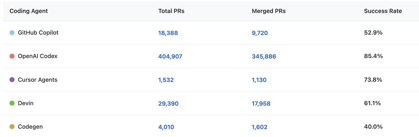 Coding Agent Total PRs Merged PRs Success Rate
GitHub Copilot 18,388 9,720 52.9%
OpenAI Codex 404,907 345,886 85.4%
Cursor Agents 1,532 1,130 73.8%
Devin 29,390 17,958 61.1%
Codegen 4,010 1,602 40.0%